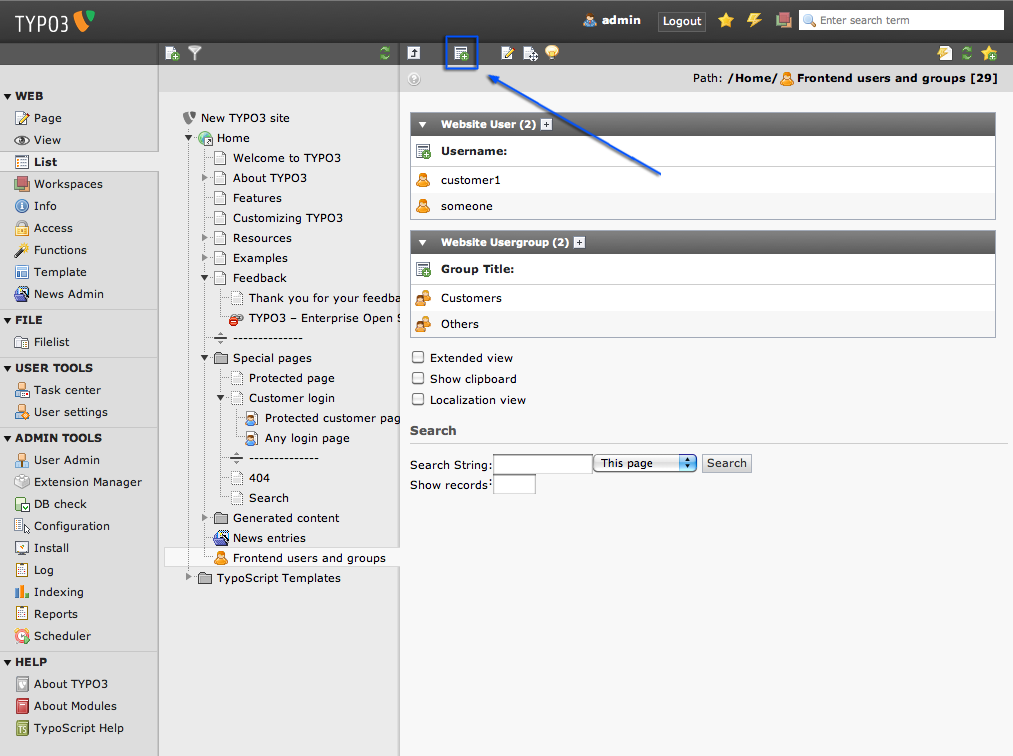 TYPO3
admin
Logout
Enter search term
Path: /Home/ Frontend users and groups [29]
WEB
Page
View
List
Workspaces
Info
Access
Functions
Template
News Admin
FILE
Filelist
USER TOOLS
Task center
User settings
ADMIN TOOLS
User Admin
Extension Manager
DB check
Configuration
Install
Log
Indexing
Reports
Scheduler
HELP
About TYPO3
About Modules
TypoScript Help
New TYPO3 site
Home
Welcome to TYPO3
About TYPO3
Features
Customizing TYPO3
Resources
Examples
Feedback
Thank you for your feedba
TYPO3 – Enterprise Open S
--------------
Special pages
Protected page
Customer login
Protected customer pag
Any login page
--------------
404
Search
Generated content
News entries
Frontend users and groups
TypoScript Templates
Website User (2)
Username:
customer1
someone
Website Usergroup (2)
Group Title:
Customers
Others
Extended view
Show clipboard
Localization view
Search
Search String: This page Search
Show records: